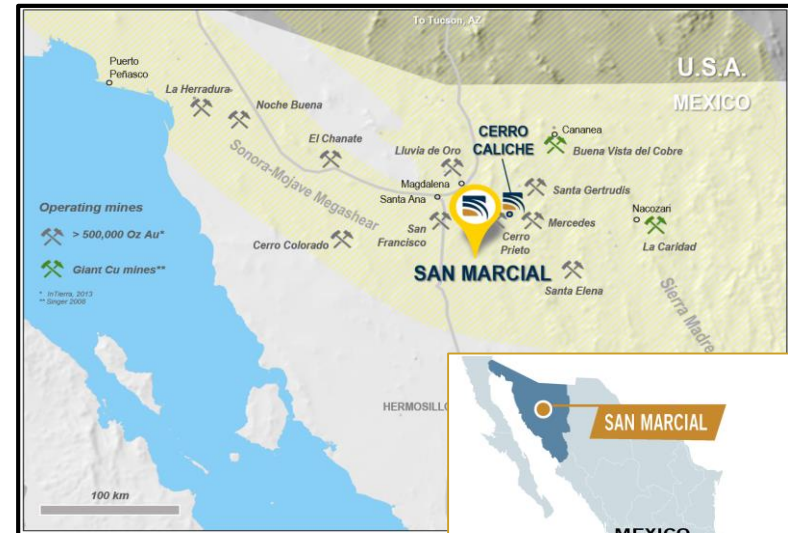 To Tucson, AZ
U.S.A.
MEXICO
Puerto
Peñasco
La Herradura
Noche Buena
El Chanate
Lluvia de Oro
CERRO
CALICHE
Cananea
Buena Vista del Cobre
Sonora-Mojave Megashear
Magdalena
Santa Ana
Santa Gertrudis
Operating mines
> 500,000 Oz Au*
Giant Cu mines**
* InTierra, 2013
** Singer 2008
Cerro Colorado
San
Francisco
Cerro
Prieto
Mercedes
Nacozari
La Caridad
SAN MARCIAL
Santa Elena
Sierra Madre
HERMOSILLO
100 km
SAN MARCIAL
MEXICO